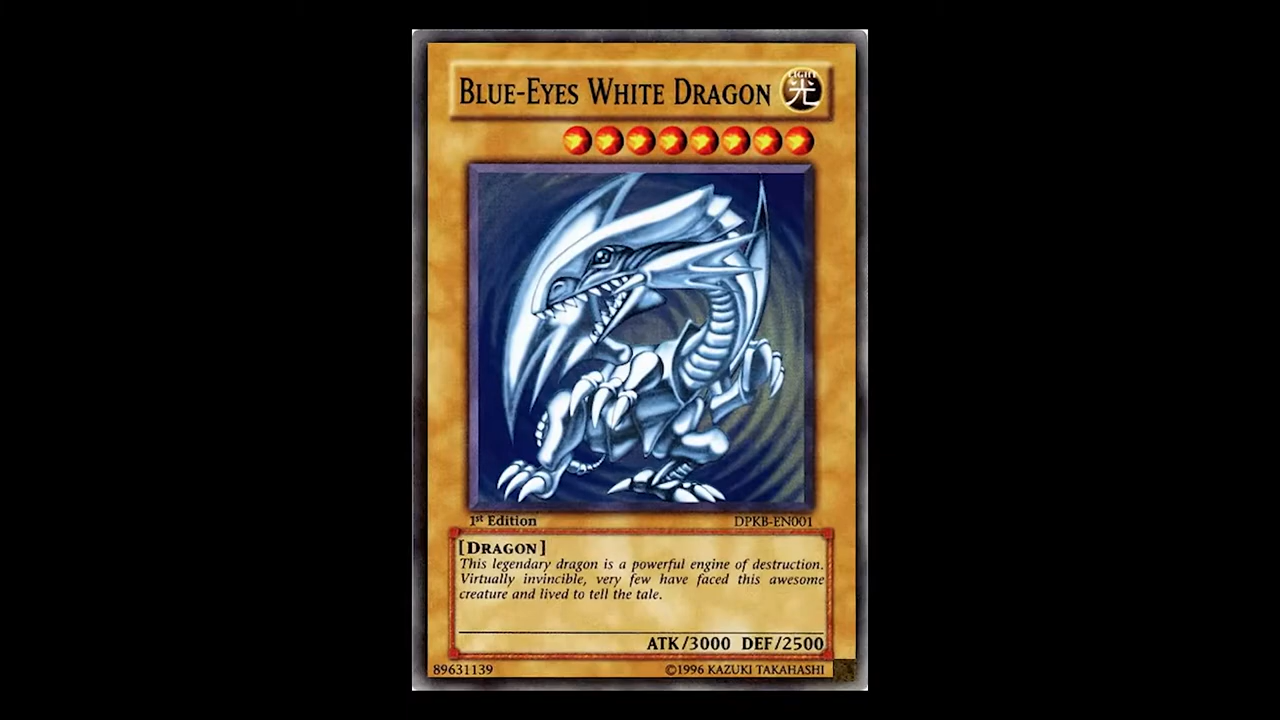 BLUE-EYES WHITE DRAGON
LIGHT
光
1st Edition
DPKB-EN001
[DRAGON]
This legendary dragon is a powerful engine of destruction.
Virtually invincible, very few have faced this awesome
creature and lived to tell the tale.
ATK/3000 DEF/2500
89631139
©1996 KAZUKI TAKAHASHI